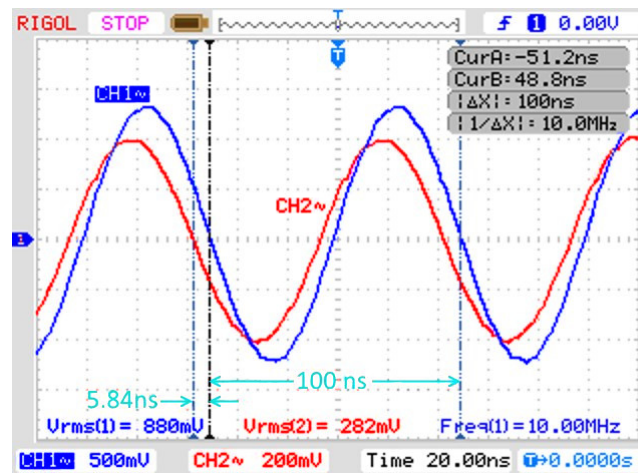 RIGOL STOP 1 0.00V
T
CurA:-51.2ns
CurB:48.8ns
|ΔX|: 100ns
|1/ΔX|: 10.0MHz
CH1~
CH2~
1
100 ns
5.84ns
Vrms(1)= 880mV Vrms(2)= 282mV Freq(1)=10.00MHz
CH1~ 500mV CH2~ 200mV Time 20.00ns T→0.0000s